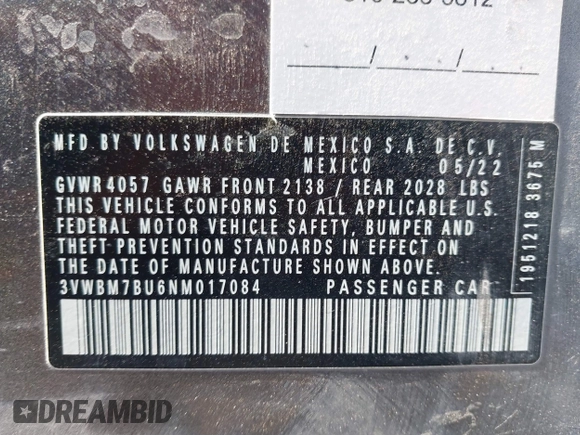 MFD BY VOLKSWAGEN DE MEXICO S.A. DE C.V.
MEXICO 05/22
GVWR 4057 GAWR FRONT 2138 / REAR 2028 LBS
THIS VEHICLE CONFORMS TO ALL APPLICABLE U.S.
FEDERAL MOTOR VEHICLE SAFETY, BUMPER AND
THEFT PREVENTION STANDARDS IN EFFECT ON
THE DATE OF MANUFACTURE SHOWN ABOVE.
3VWBM7BU6NM017084 PASSENGER CAR
1951218 3675 M
DREAMBID